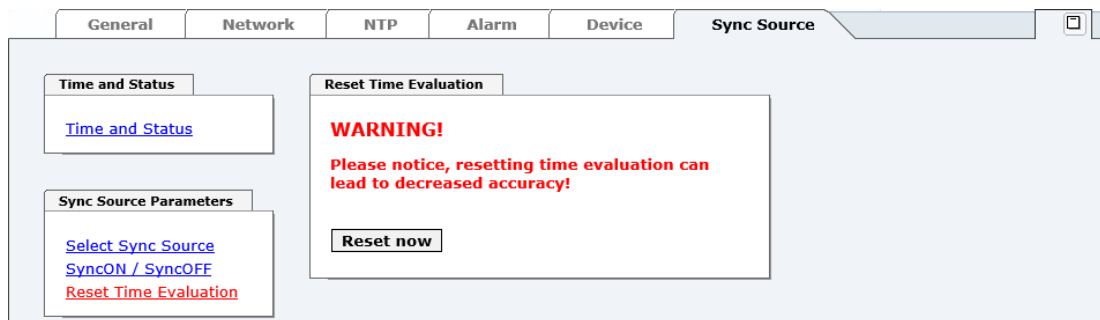 General Network NTP Alarm Device Sync Source
Time and Status
Time and Status
Sync Source Parameters
Select Sync Source
SyncON / SyncOFF
Reset Time Evaluation
Reset Time Evaluation
WARNING!
Please notice, resetting time evaluation can
lead to decreased accuracy!
Reset now